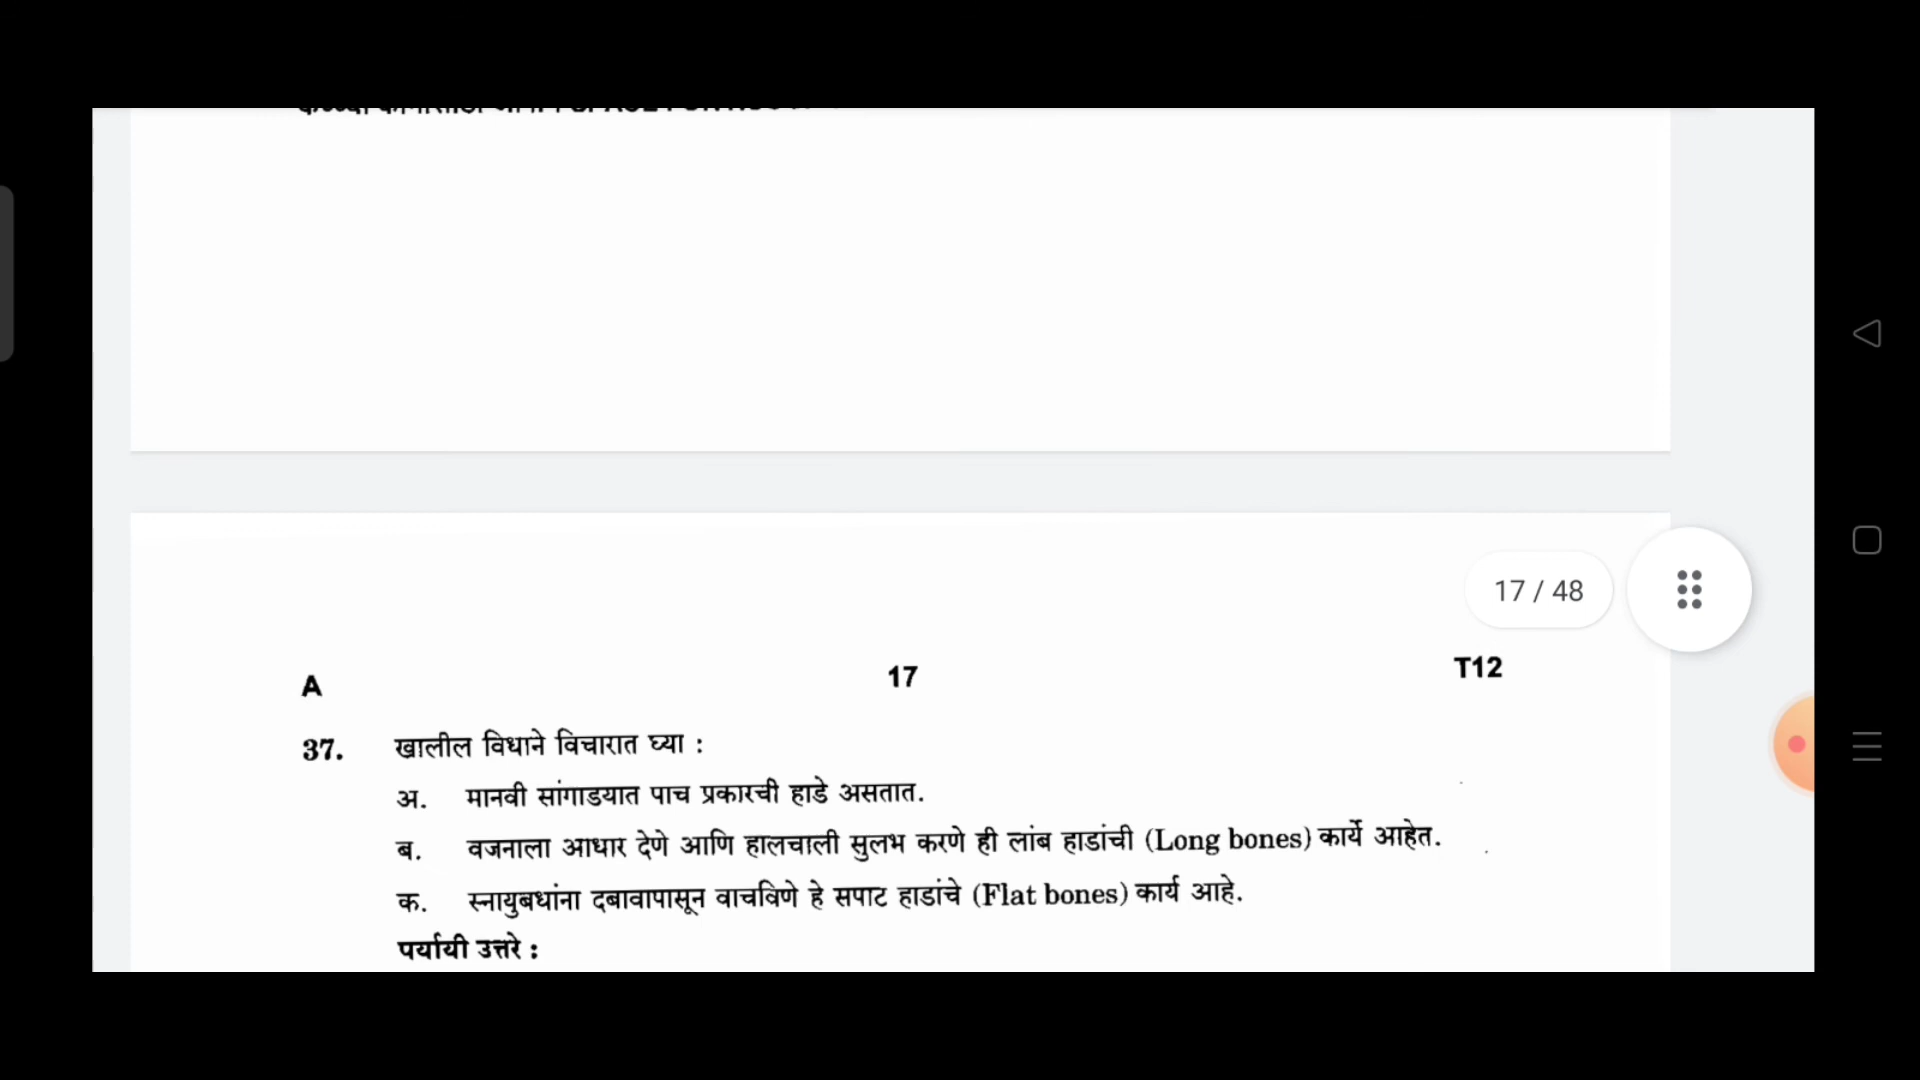 17 / 48
A 17 T12
37. खालील विधाने विचारात घ्या :
अ. मानवी सांगाडयात पाच प्रकारची हाडे असतात.
ब. वजनाला आधार देणे आणि हालचाली सुलभ करणे ही लांब हाडांची (Long bones) कार्ये आहेत.
क. स्नायुबधांना दबावापासून वाचविणे हे सपाट हाडांचे (Flat bones) कार्य आहे.
पर्यायी उत्तरे :